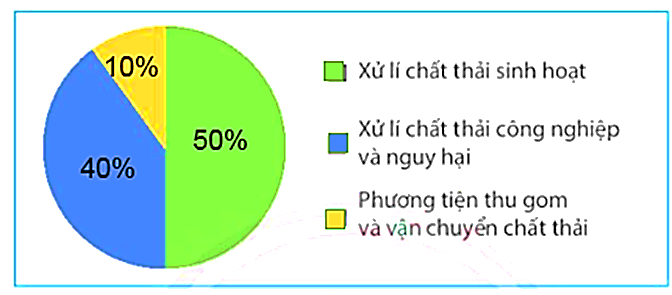 10%
50%
40%
Xử lí chất thải sinh hoạt
Xử lí chất thải công nghiệp
và nguy hại
Phương tiện thu gom
và vận chuyển chất thải